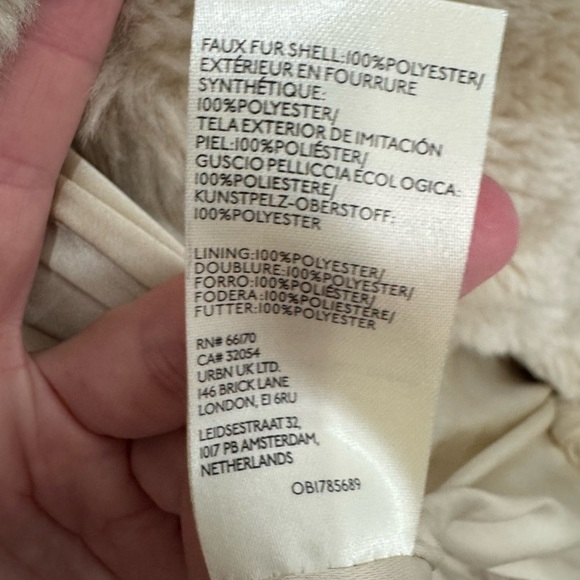 FAUX FUR SHELL:100%POLYESTER/
EXTÉRIEUR EN FOURRURE
SYNTHÉTIQUE:
100%POLYESTER/
TELA EXTERIOR DE IMITACIÓN
PIEL:100%POLIÉSTER/
GUSCIO PELLICCIA ECOL OGICA:
100%POLIESTERE/
KUNSTPELZ-OBERSTOFF:
100%POLYESTER
LINING:100%POLYESTER/
DOUBLURE:100%POLYESTER/
FORRO:100%POLIÉSTER/
FODERA:100%POLIESTERE/
FUTTER:100%POLYESTER
RN# 66170
CA# 32054
URBN UK LTD.
146 BRICK LANE
LONDON, E1 6RU
LEIDSESTRAAT 32,
1017 PB AMSTERDAM,
NETHERLANDS
OB1785689